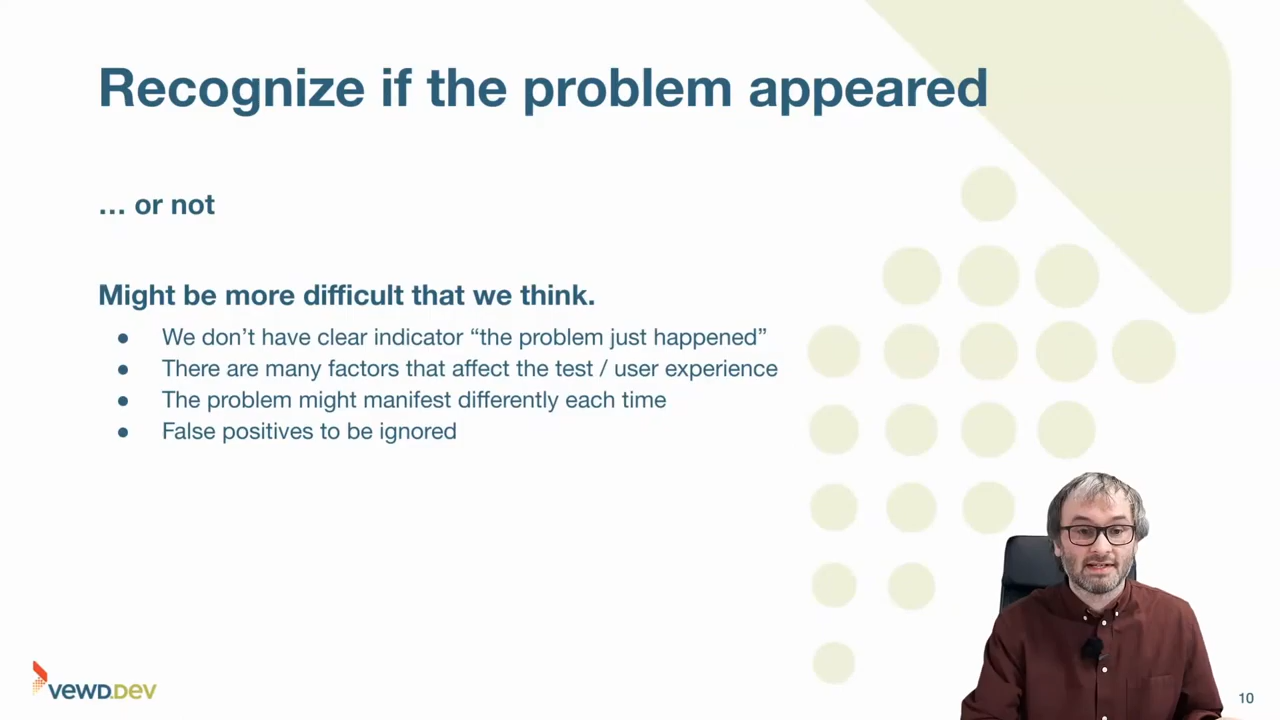 Recognize if the problem appeared
… or not
Might be more difficult that we think.
● We don’t have clear indicator “the problem just happened”
● There are many factors that affect the test / user experience
● The problem might manifest differently each time
● False positives to be ignored
VEWD.DEV
10